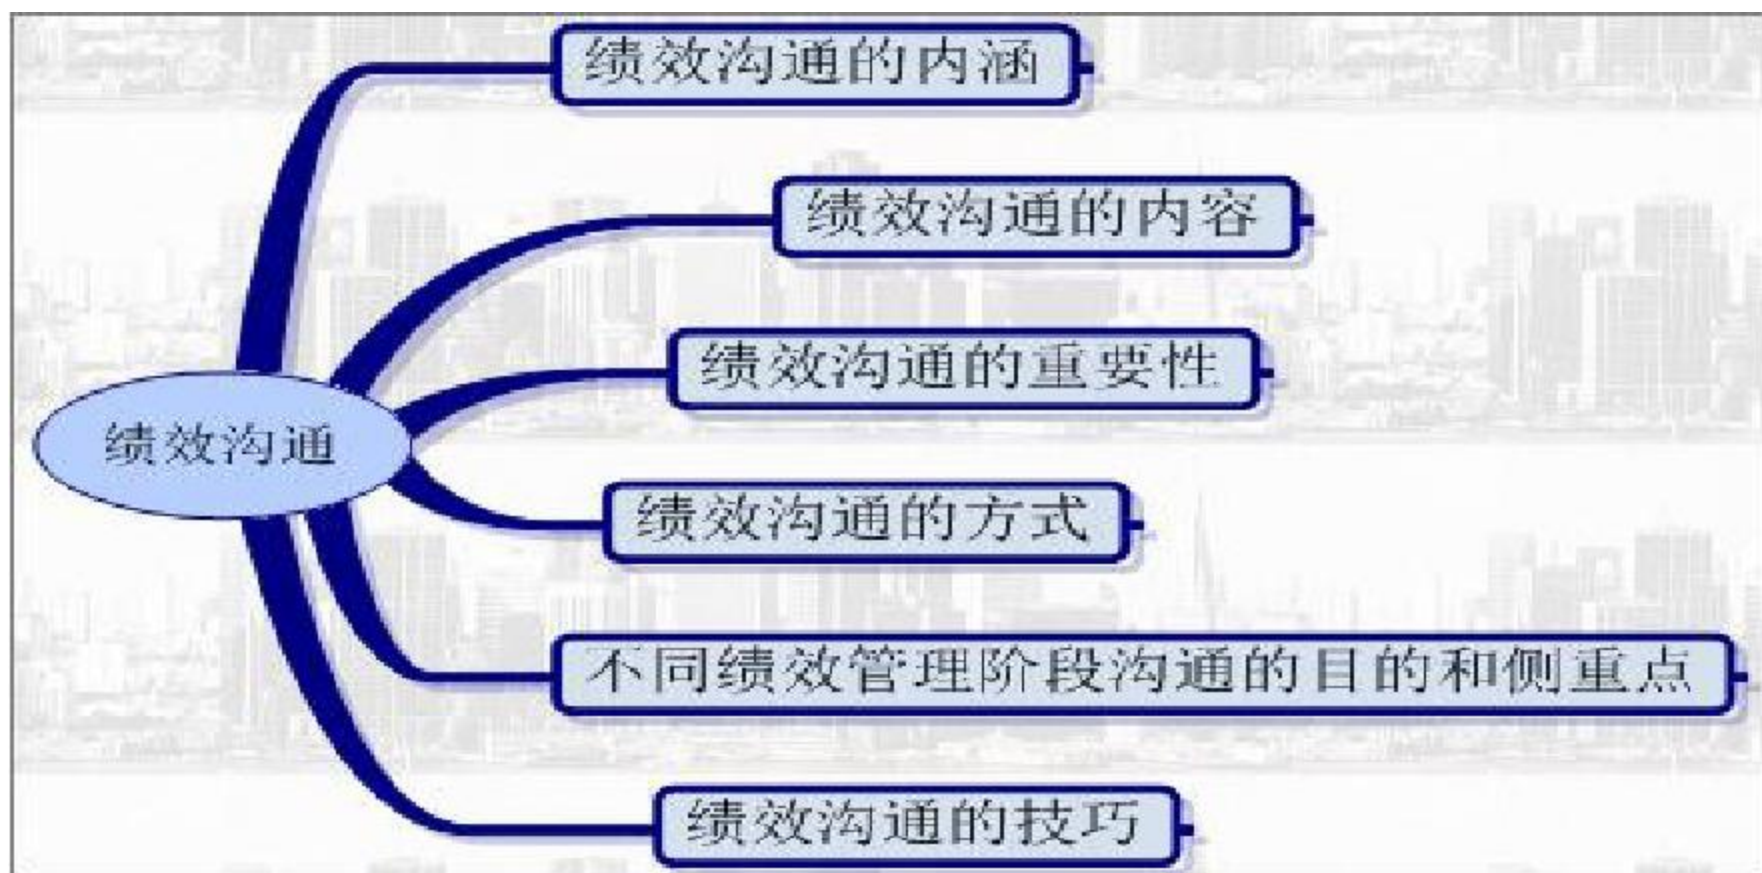 绩效沟通的内涵
绩效沟通的内容
绩效沟通的重要性
绩效沟通
绩效沟通的方式
不同绩效管理阶段沟通的目的和侧重点
绩效沟通的技巧